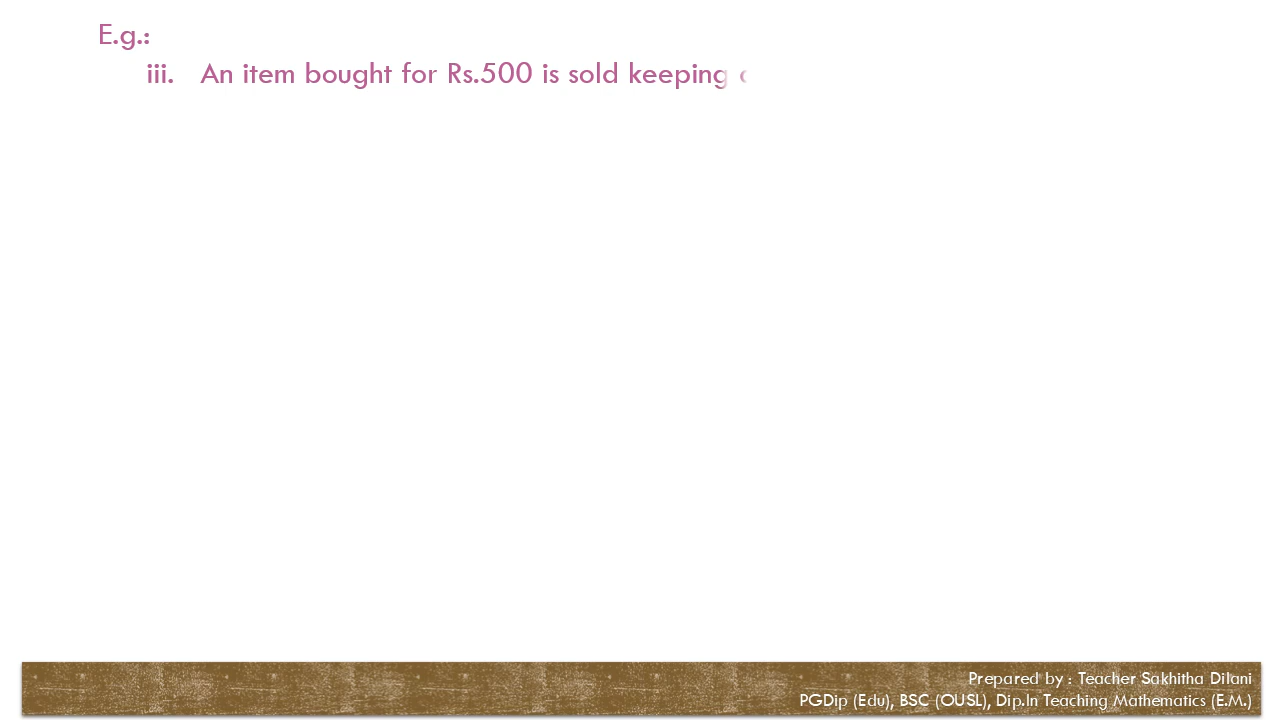 E.g.:
iii. An item bought for Rs.500 is sold keeping
Prepared by : Teacher Sakhitha Dilani
PGDip (Edu), BSC (OUSL), Dip.In Teaching Mathematics (E.M.)